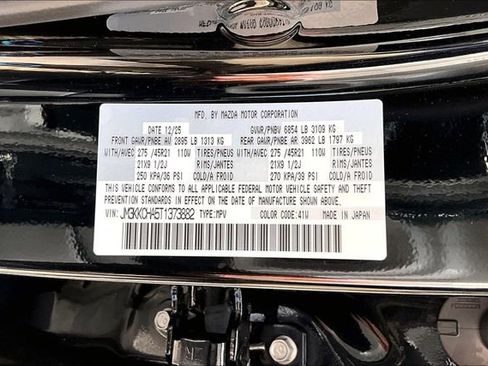 MFD. BY MAZDA MOTOR CORPORATION
DATE 12/25 GVWR/PNBV 6854 LB 3109 KG
FRONT GAWR/PNBE AV 2895 LB 1313 KG REAR GAWR/PNBE AR 3962 LB 1797 KG
WITH/AVEC 275 /45R21 110W TIRES/PNEUS WITH/AVEC 275 /45R21 110W TIRES/PNEUS
21X9 1/2J RIMS/JANTES 21X9 1/2J RIMS/JANTES
250 KPA/36 PSI COLD/A FROID 270 KPA/39 PSI COLD/A FROID
THIS VEHICLE CONFORMS TO ALL APPLICABLE FEDERAL MOTOR VEHICLE SAFETY, BUMPER, AND THEFT
PREVENTION STANDARDS IN EFFECT ON THE DATE OF MANUFACTURE SHOWN ABOVE.
VIN: JM3KKCHA5T1373882 TYPE:MPV COLOR CODE:41W MADE IN JAPAN